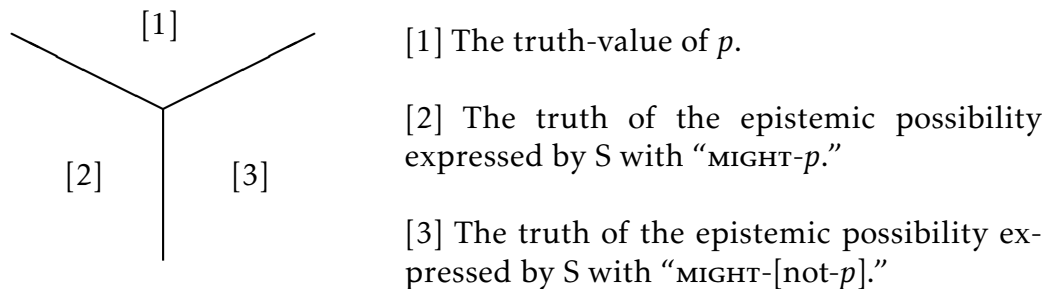 [1]
[2]
[3]
[1] The truth-value of p.
[2] The truth of the epistemic possibility
expressed by S with “MIGHT-p.”
[3] The truth of the epistemic possibility ex-
pressed by S with “MIGHT-[not-p].”